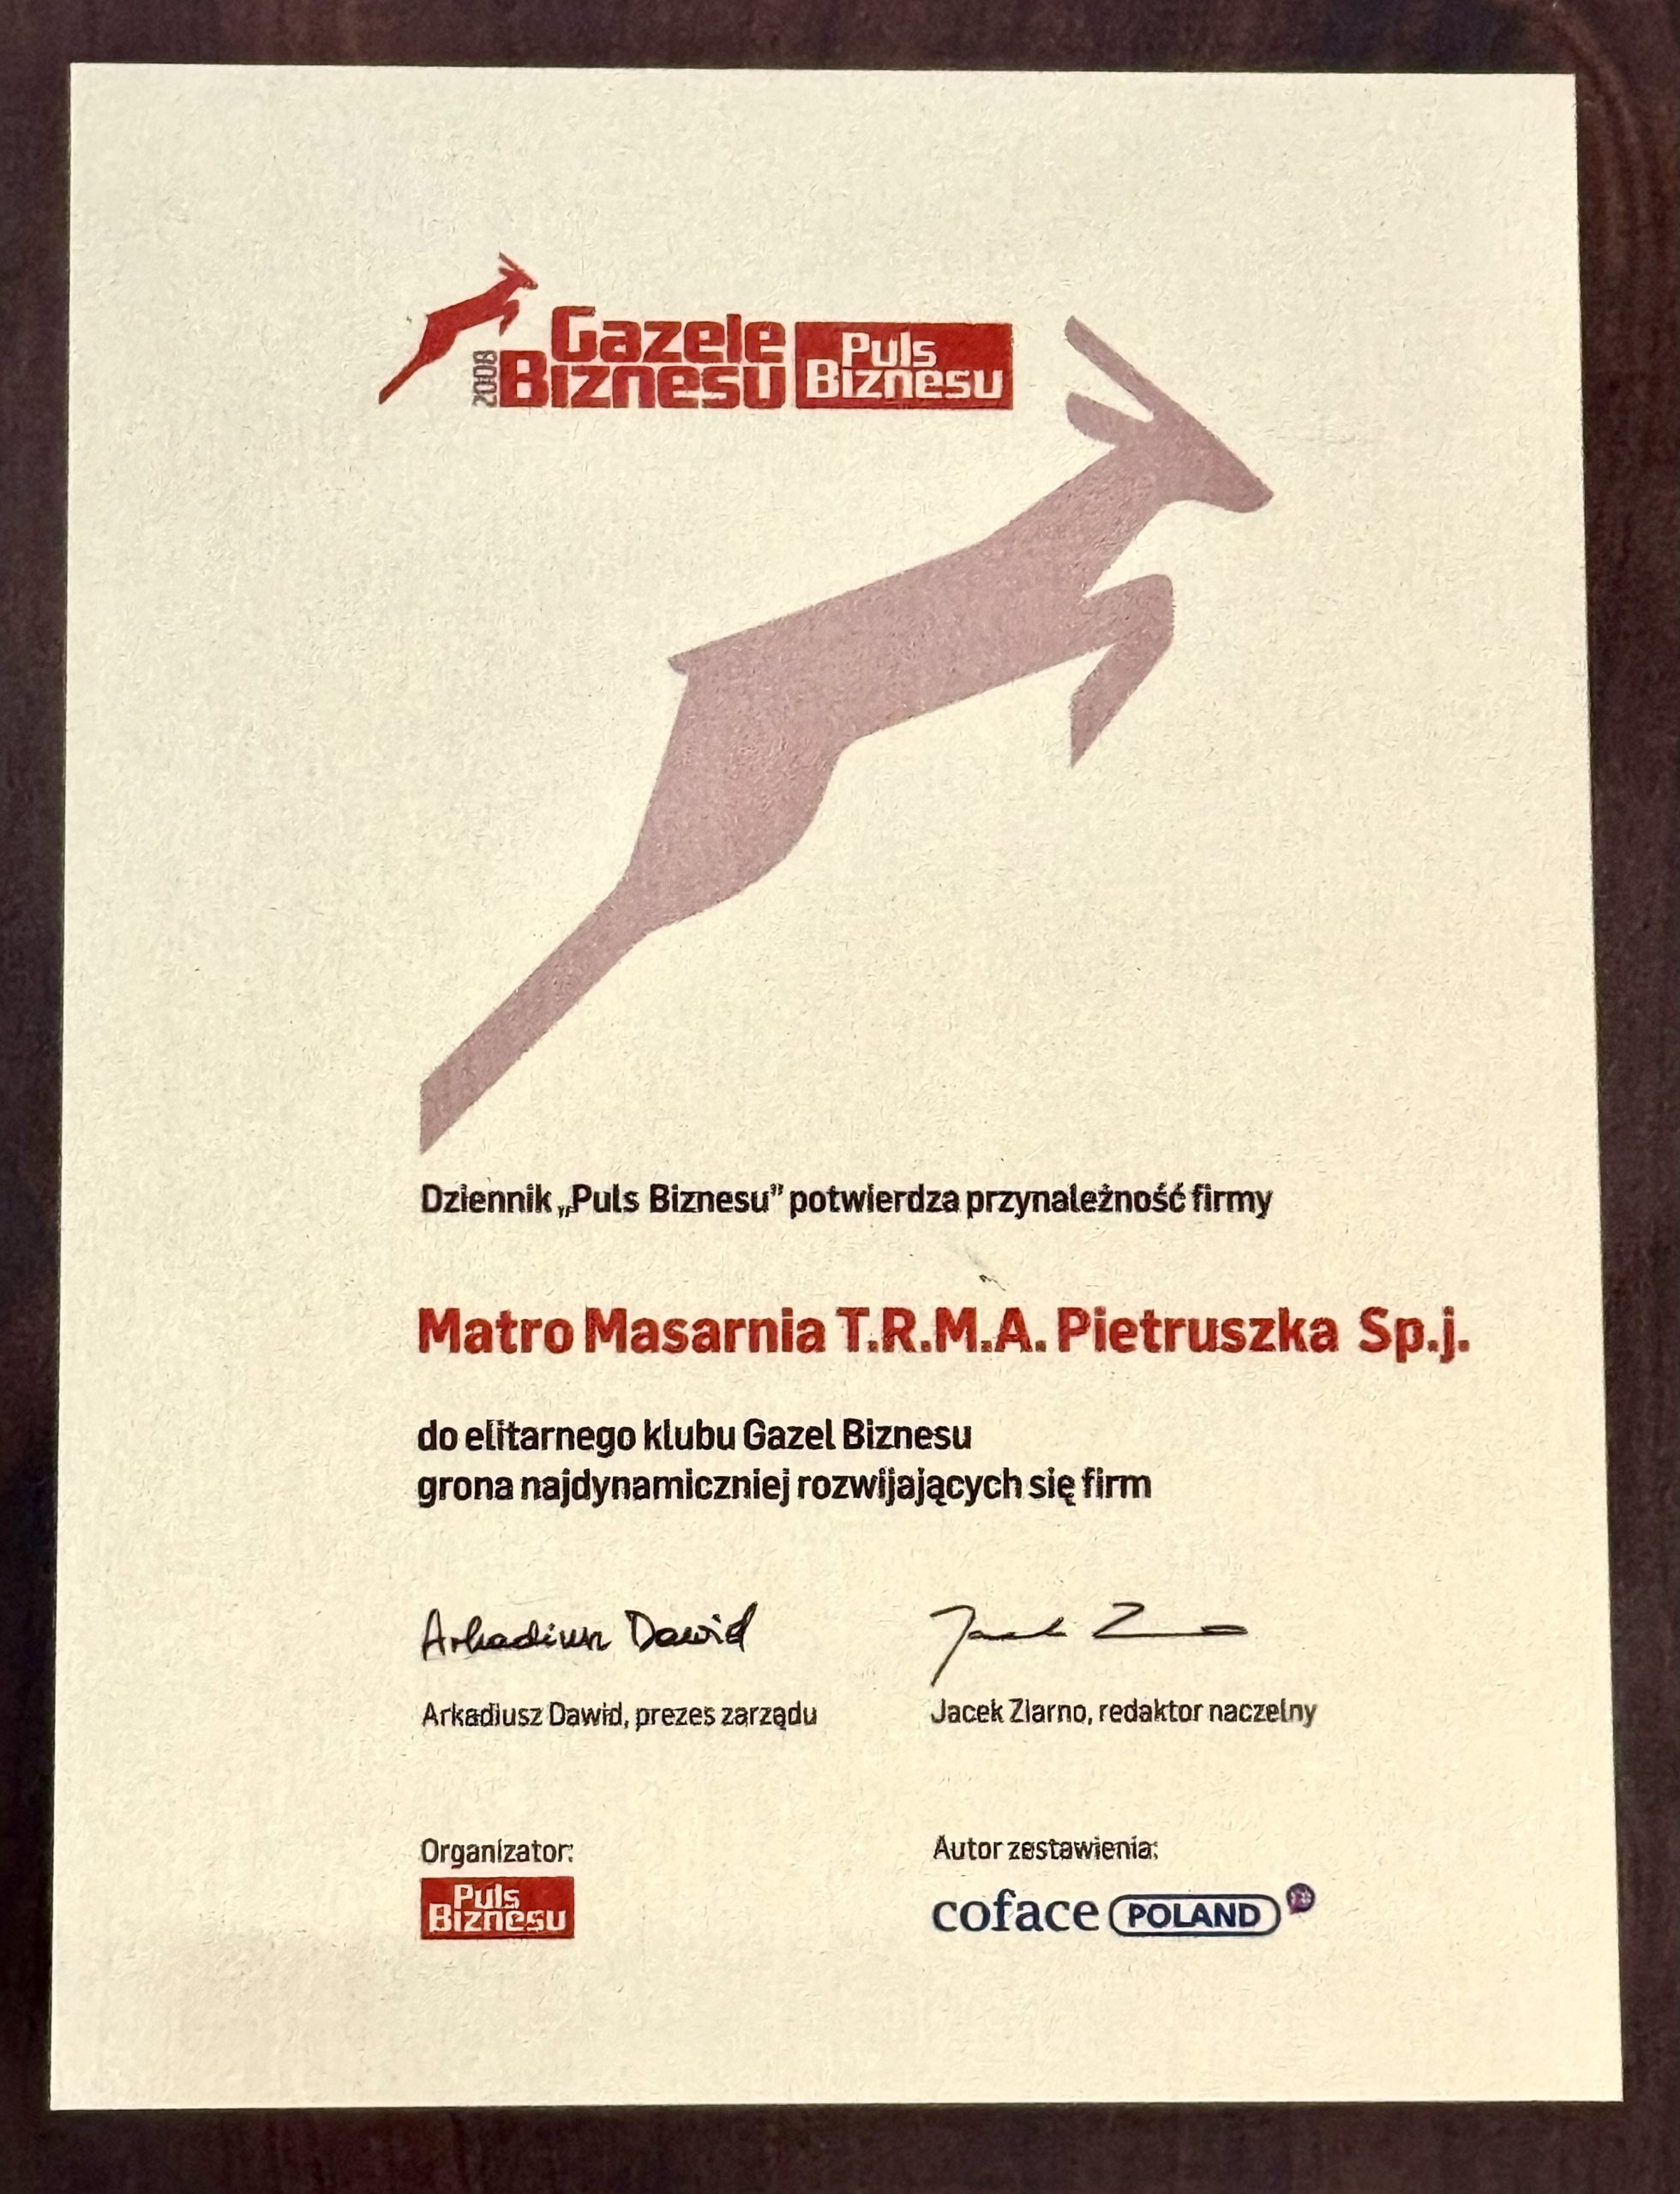 2008
Gazele
Biznesu
Puls
Biznesu
Dziennik „Puls Biznesu” potwierdza przynależność firmy
Matro Masarnia T.R.M.A. Pietruszka Sp.j.
do elitarnego klubu Gazel Biznesu
grona najdynamiczniej rozwijających się firm
Arkadiusz Dawid
Jacek Z
Arkadiusz Dawid, prezes zarządu
Jacek Ziarno, redaktor naczelny
Organizator:
Puls
Biznesu
Autor zestawienia:
coface POLAND